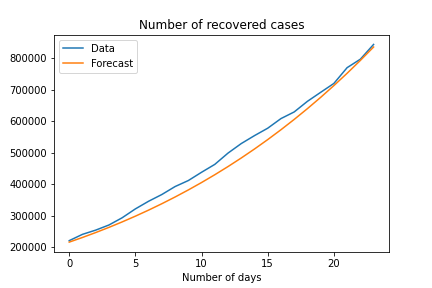 Number of recovered cases
Data
Forecast
800000
700000
600000
500000
400000
300000
200000
0 5 10 15 20
Number of days